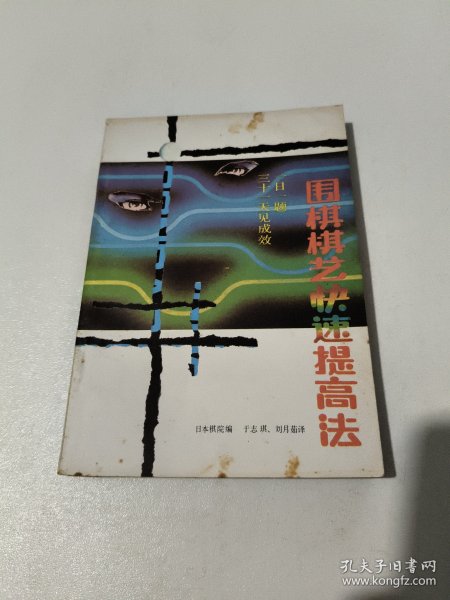 围棋棋艺快速提高法
一日一题
三十天见成效
日本棋院编 于志琪、刘月茹译
孔夫子旧书网
www.kongfz.com